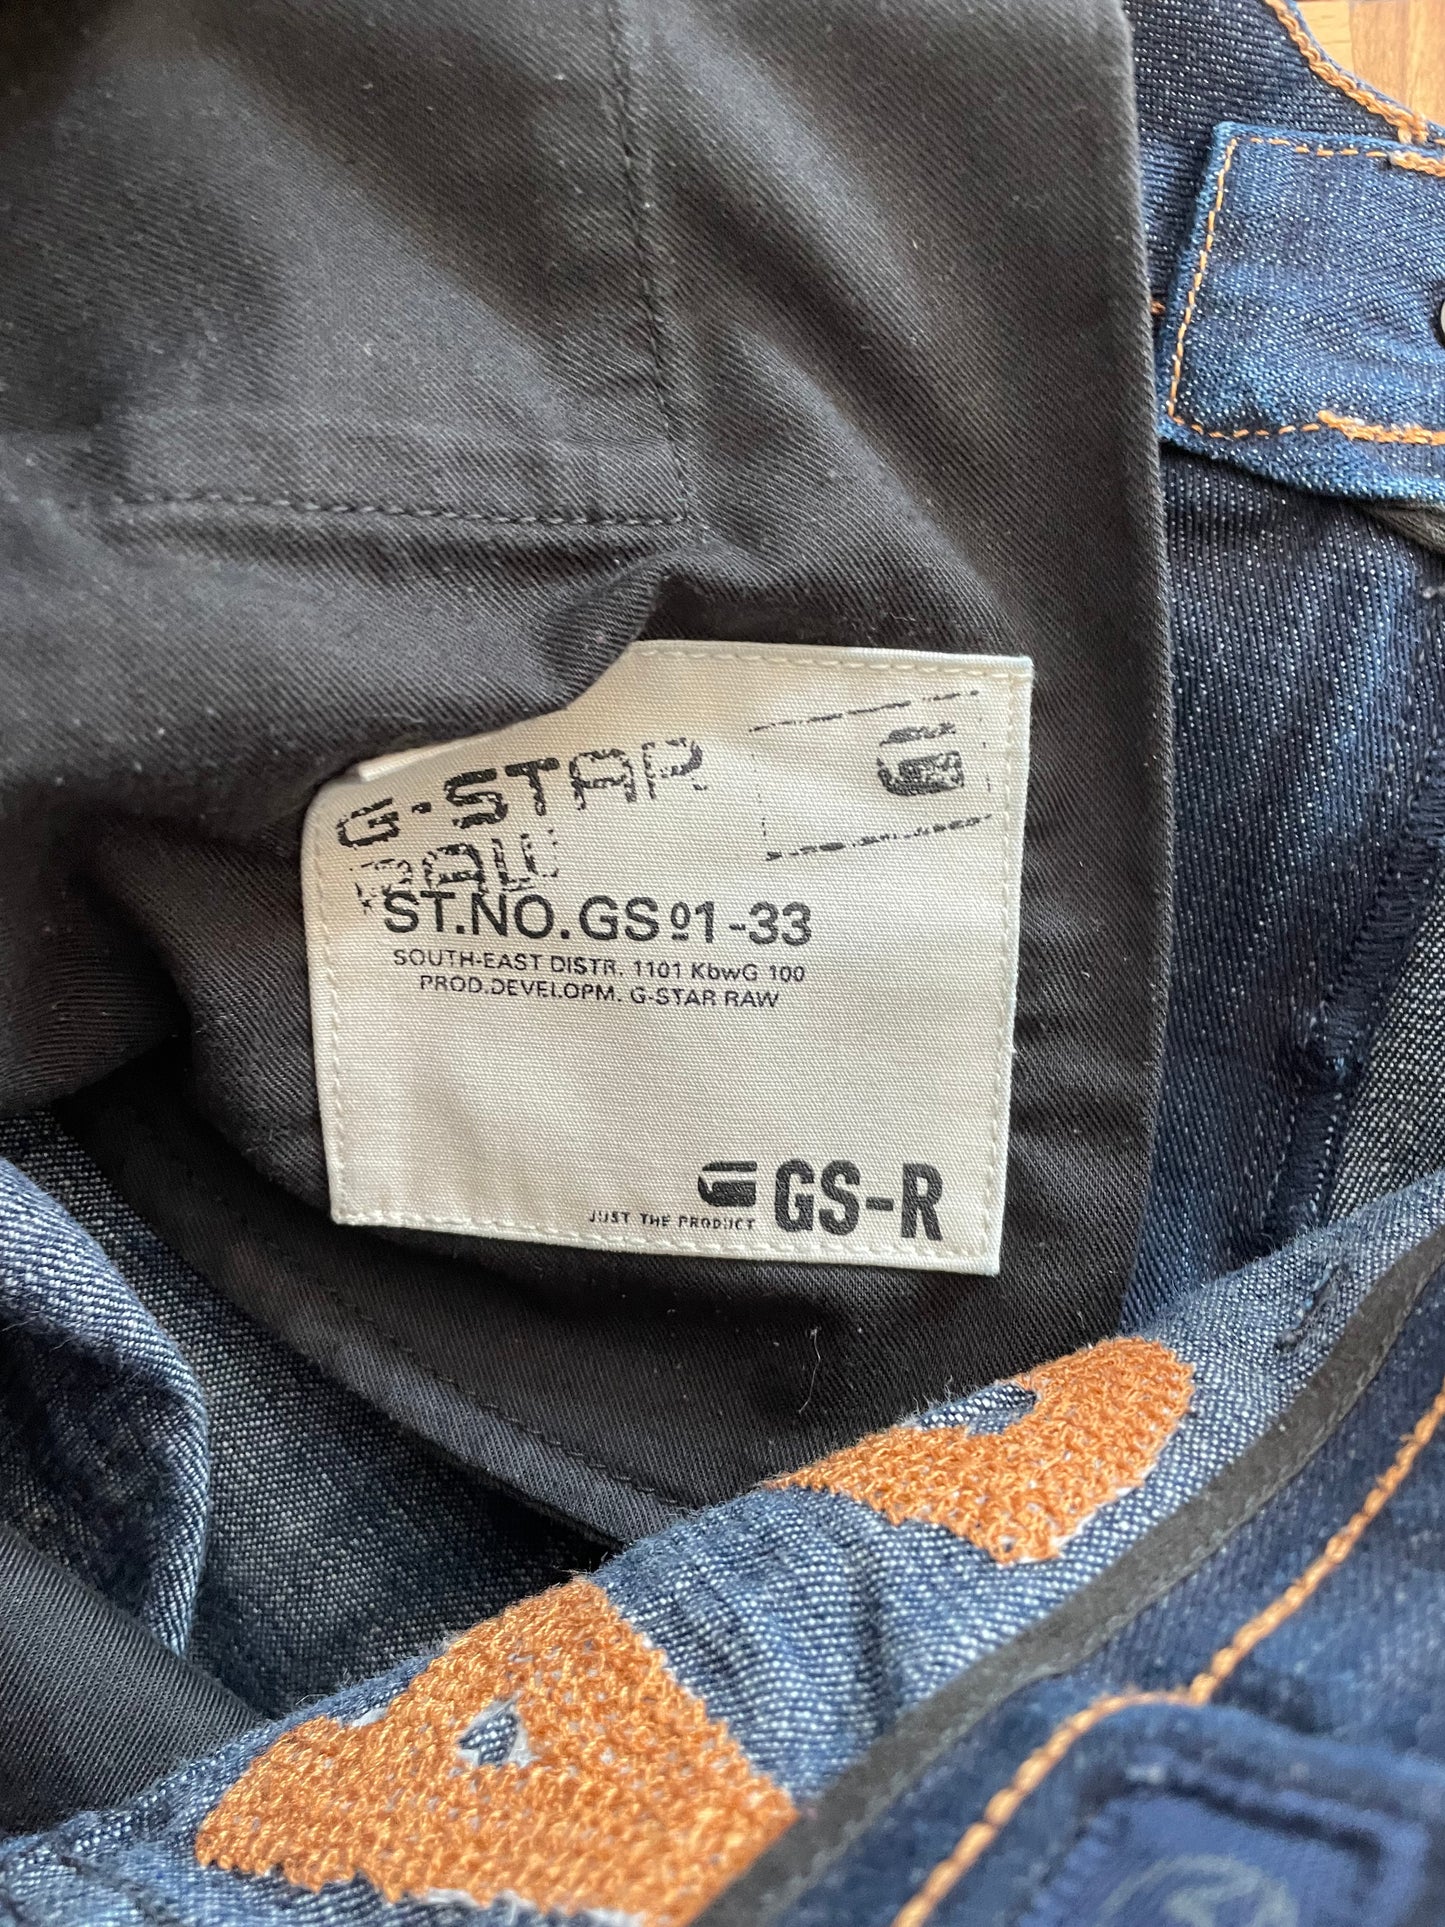 G-STAR
RAW
G
ST.NO.GS01-33
SOUTH-EAST DISTR. 1101 KbwG 100
PROD.DEVELOPM. G-STAR RAW
JUST THE PRODUCT
GS-R